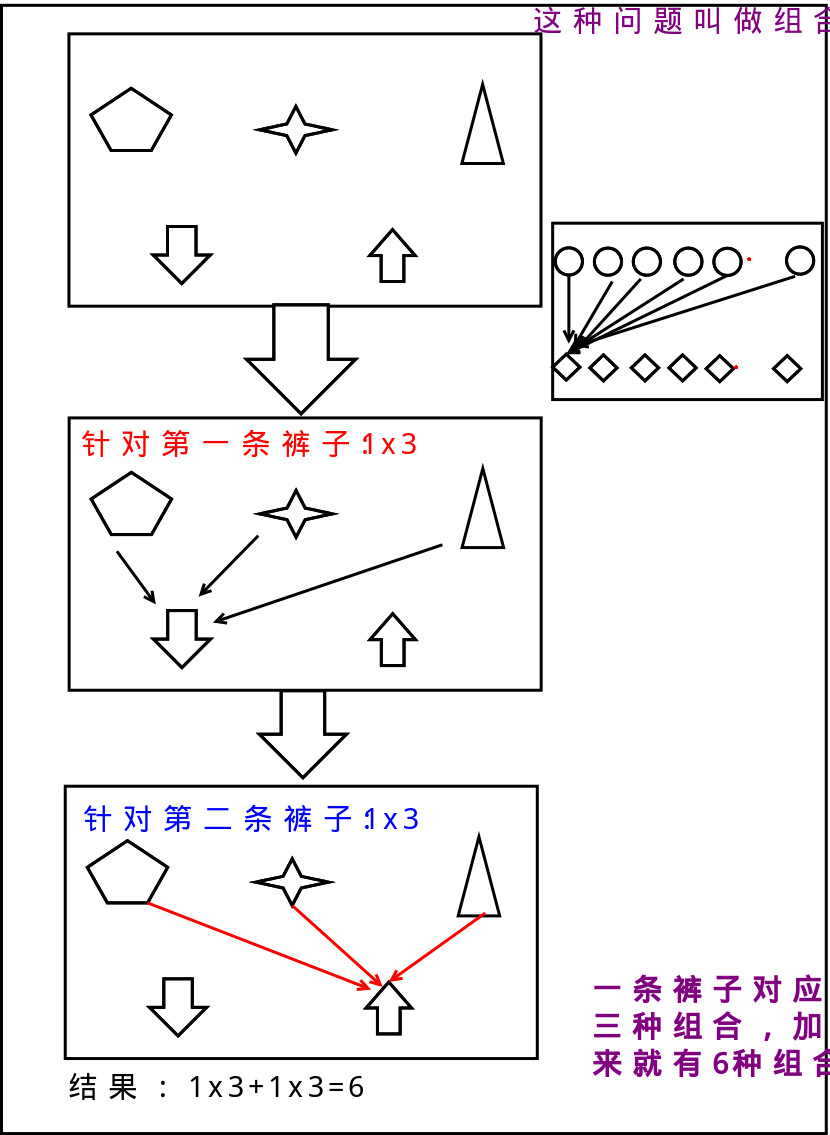 这种问题叫做组合
针对第一条裤子:1x3
针对第二条裤子:1x3
一条裤子对应
三种组合,加
来就有6种组合
结果:1x3+1x3=6